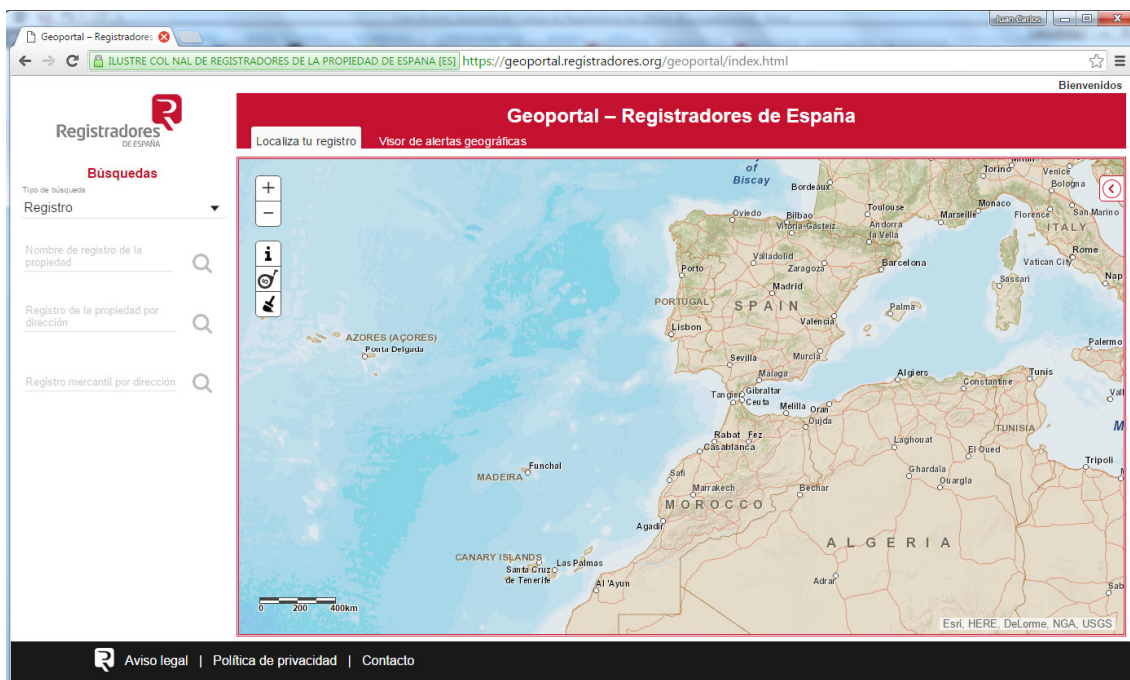 Juan Carlos
Geoportal – Registradores
ILUSTRE COL NAL DE REGISTRADORES DE LA PROPIEDAD DE ESPANA [ES] https://geoportal.registradores.org/geoportal/index.html
Bienvenidos
Registradores
DE ESPAÑA
Geoportal – Registradores de España
Localiza tu registro Visor de alertas geográficas
Búsquedas
Tipo de búsqueda
Registro
Nombre de registro de la
propiedad
Registro de la propiedad por
dirección
Registro mercantil por dirección
+
−
i
of
Biscay
Bordeaux
Torino
Venice
Bologna
Toulouse
Monaco
Marseille
Florence
San Marino
Oviedo
Bilbao
Vitoria-Gasteiz
Andorra
la Vella
ITALY
Valladolid
Zaragoza
Barcelona
Rome
Vatican City
Porto
Madrid
Sassari
Nap
PORTUGAL
SPAIN
Palma
Lisbon
Valencia
AZORES (AÇORES)
Ponta Delgada
Palermo
Sevilla
Murcia
Malaga
Algiers
Constantine
Tunis
Gibraltar
Tangier
Ceuta
Melilla
Oran
Vall
Oujda
TUNISIA
M
Rabat
Fez
Casablanca
Laghouat
El Oued
Tripoli
MADEIRA
Funchal
Safi
Ghardaïa
Ouargla
Marrakech
Bechar
MOROCCO
Agadir
ALGERIA
CANARY ISLANDS
Las Palmas
Santa Cruz
de Tenerife
Al 'Ayun
Adrar
Sab
0 200 400km
Esri, HERE, DeLorme, NGA, USGS
Aviso legal | Política de privacidad | Contacto